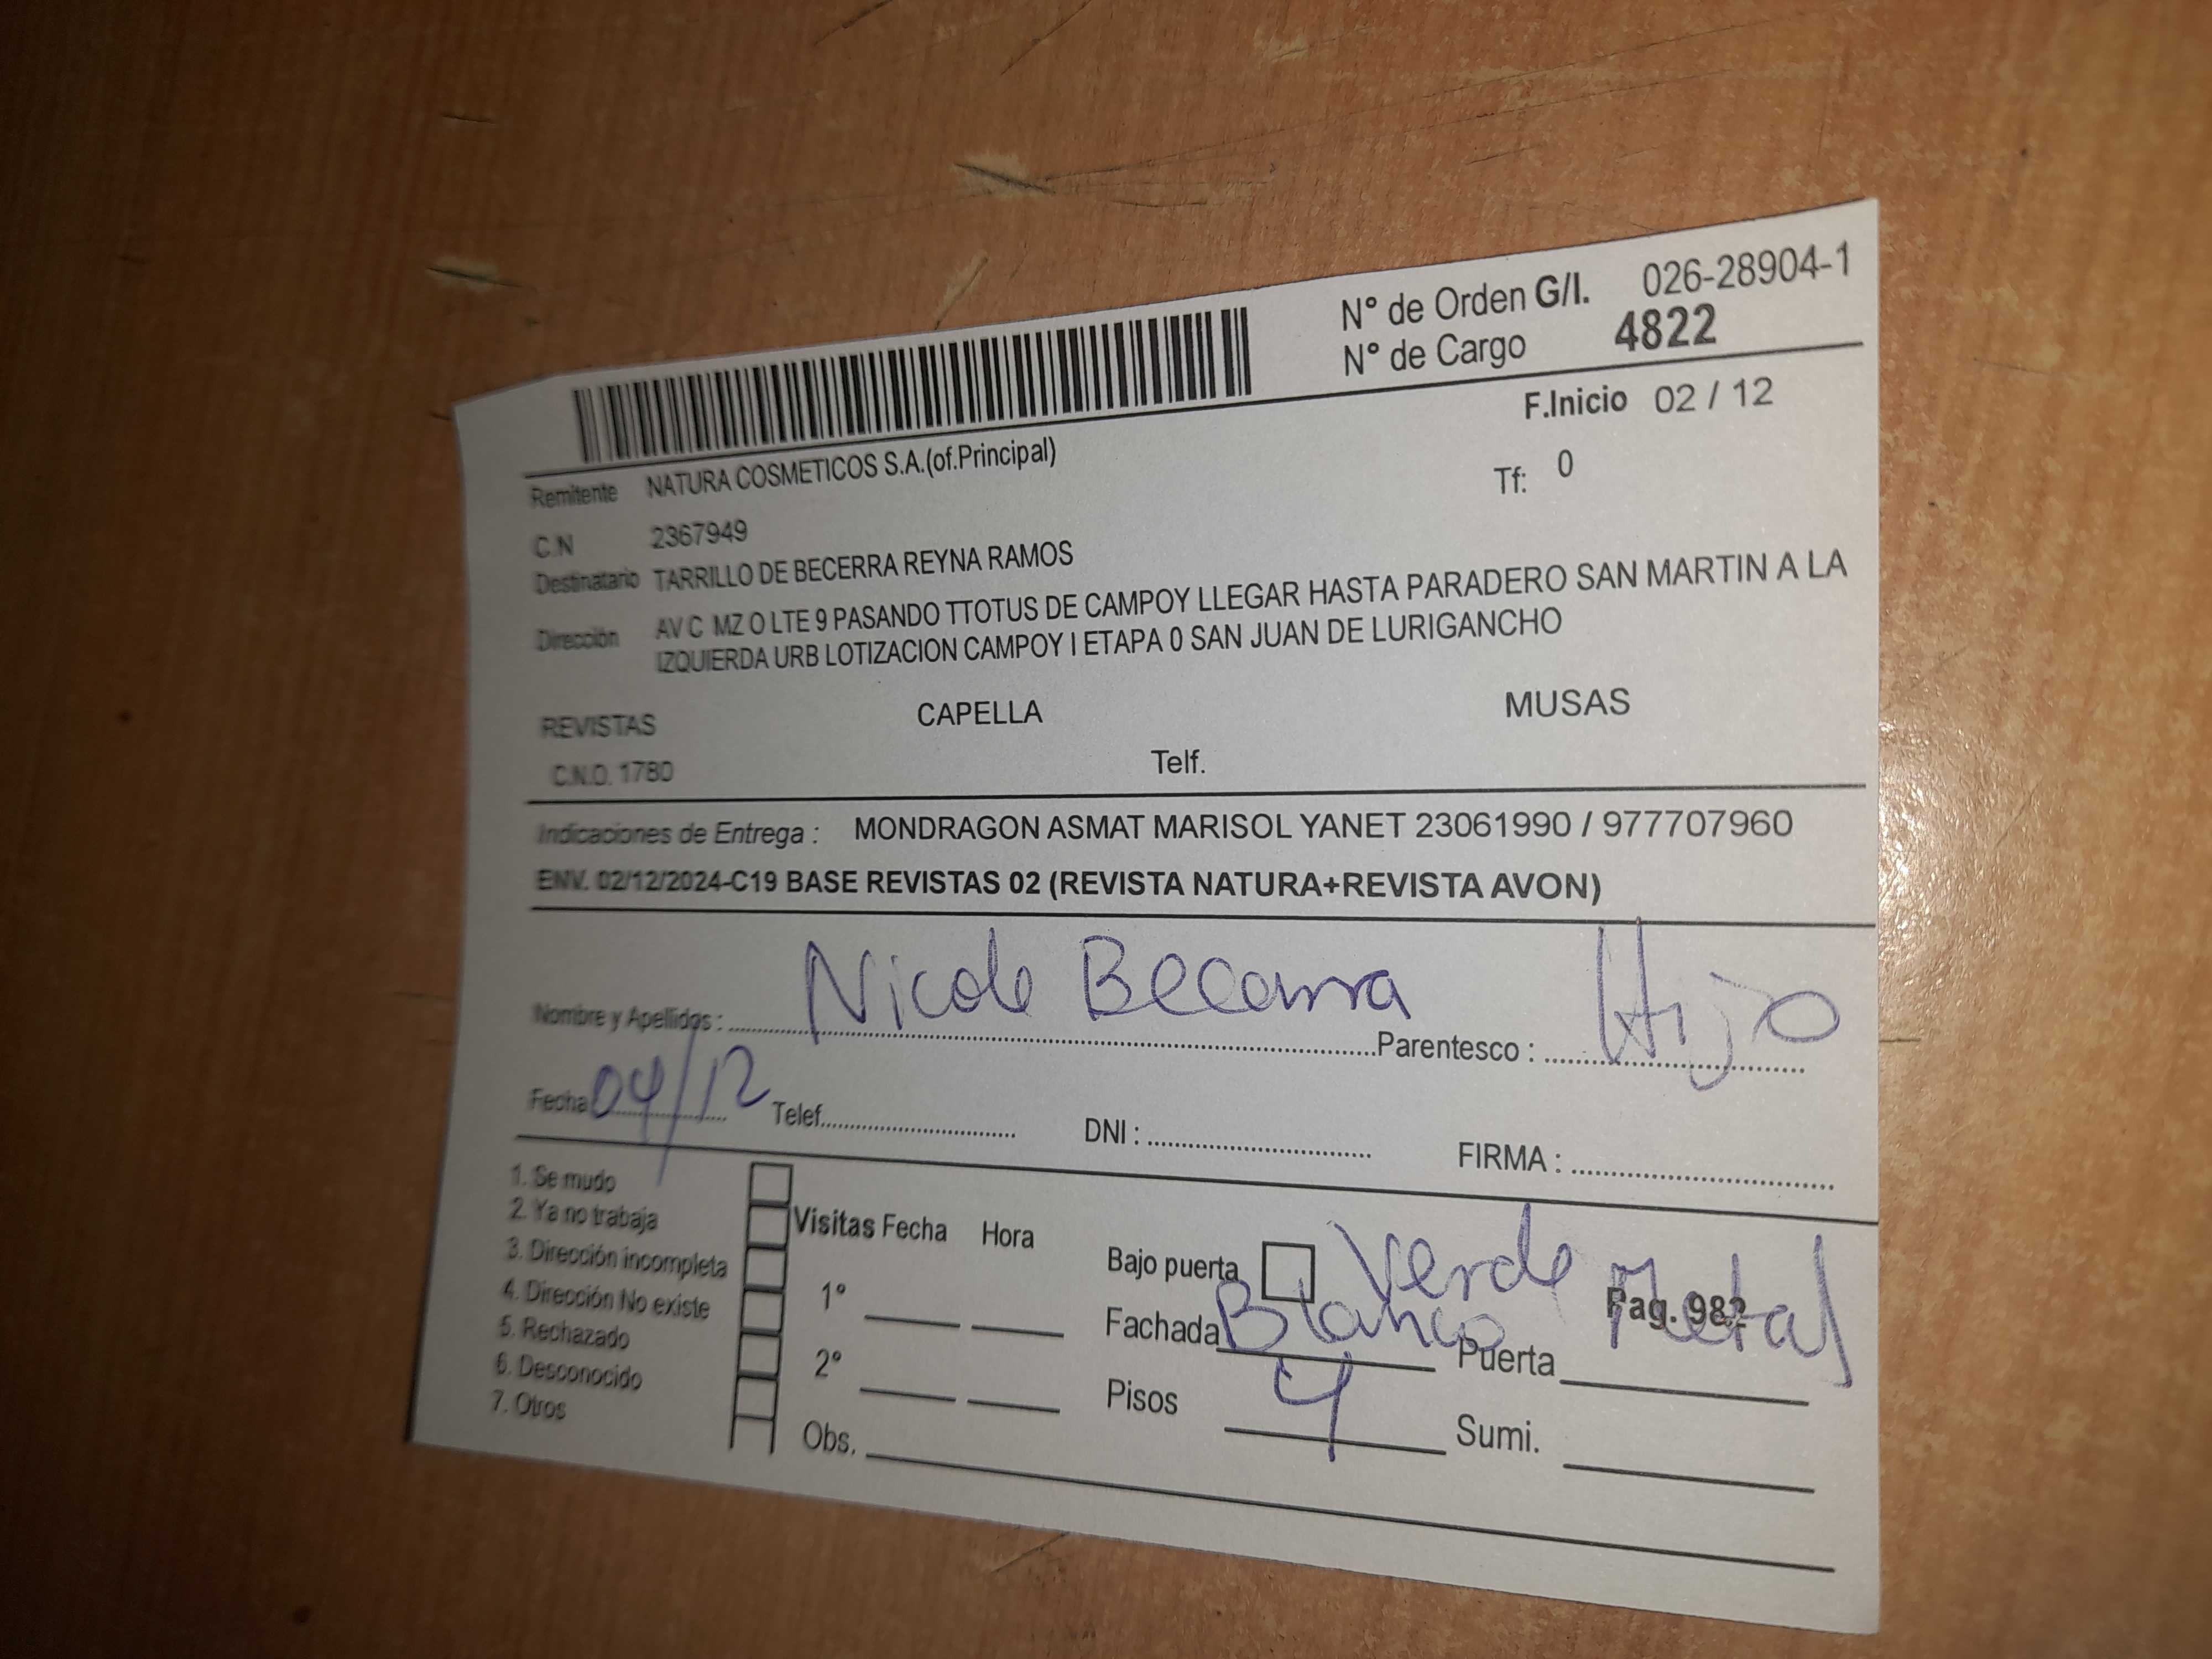 N° de Orden G/I. 026-28904-1
N° de Cargo 4822
F.Inicio 02 / 12
Remitente NATURA COSMETICOS S.A.(of.Principal)
Tf: 0
C.N 2367949
Destinatario TARRILLO DE BECERRA REYNA RAMOS
Dirección AV C MZ O LTE 9 PASANDO TTOTUS DE CAMPOY LLEGAR HASTA PARADERO SAN MARTIN A LA
IZQUIERDA URB LOTIZACION CAMPOY I ETAPA 0 SAN JUAN DE LURIGANCHO
REVISTAS CAPELLA MUSAS
C.N.O. 1780 Telf.
Indicaciones de Entrega : MONDRAGON ASMAT MARISOL YANET 23061990 / 977707960
ENV. 02/12/2024-C19 BASE REVISTAS 02 (REVISTA NATURA+REVISTA AVON)
Nombre y Apellidos : Nicole Becerra Parentesco : Hijo
Fecha 04/12 Telef. DNI : FIRMA :
1. Se mudo
2. Ya no trabaja
3. Dirección incompleta
4. Dirección No existe
5. Rechazado
6. Desconocido
7. Otros
Visitas Fecha Hora
1°
2°
Obs.
Bajo puerta Verde
Fachada Blanco Puerta Metal
Pag. 982
Pisos 4 Sumi.